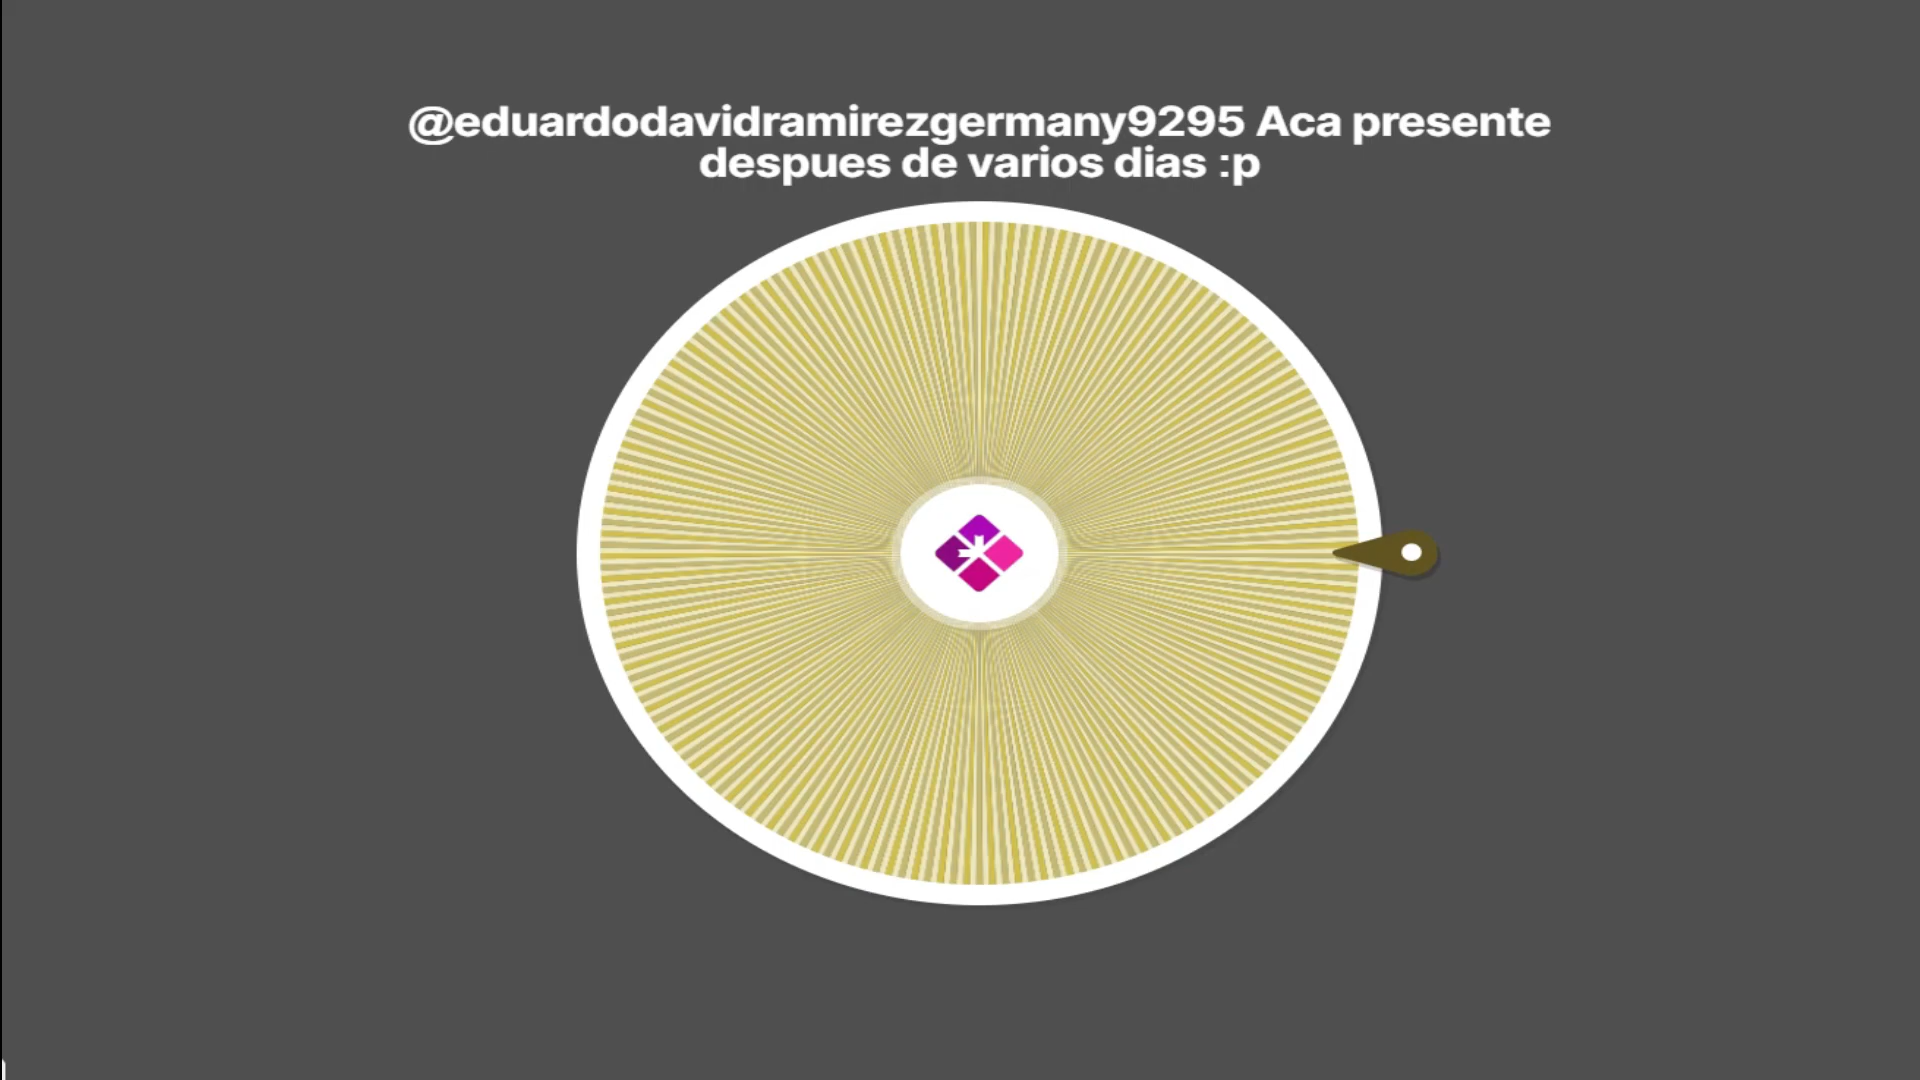 @eduardodavidramirezgermany9295 Aca presente
despues de varios dias :p